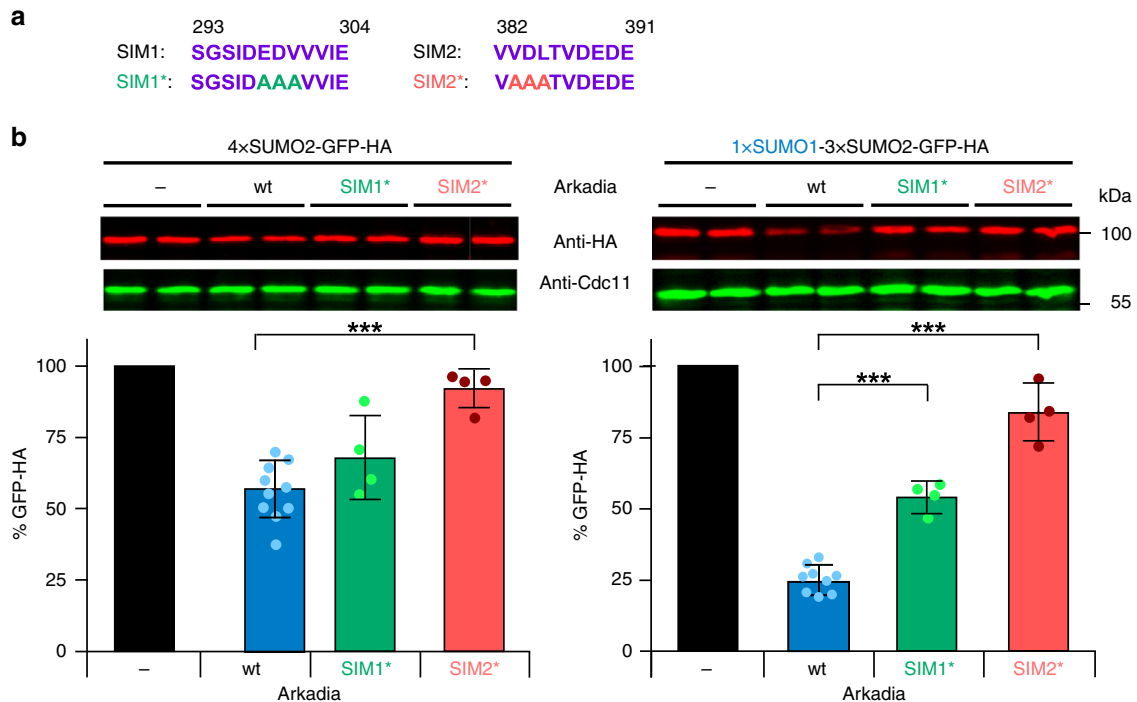 a
293 304 382 391
SIM1: SGSIDEDVVVIE SIM2: VVDLTVDEDE
SIM1*: SGSIDAAAVVIE SIM2*: VAAATVDEDE
b
4×SUMO2-GFP-HA 1×SUMO1-3×SUMO2-GFP-HA
– wt SIM1* SIM2* Arkadia – wt SIM1* SIM2* kDa
Anti-HA 100
Anti-Cdc11 55
% GFP-HA
100
75
50
25
0
***
– wt SIM1* SIM2*
Arkadia
% GFP-HA
100
75
50
25
0
***
***
– wt SIM1* SIM2*
Arkadia